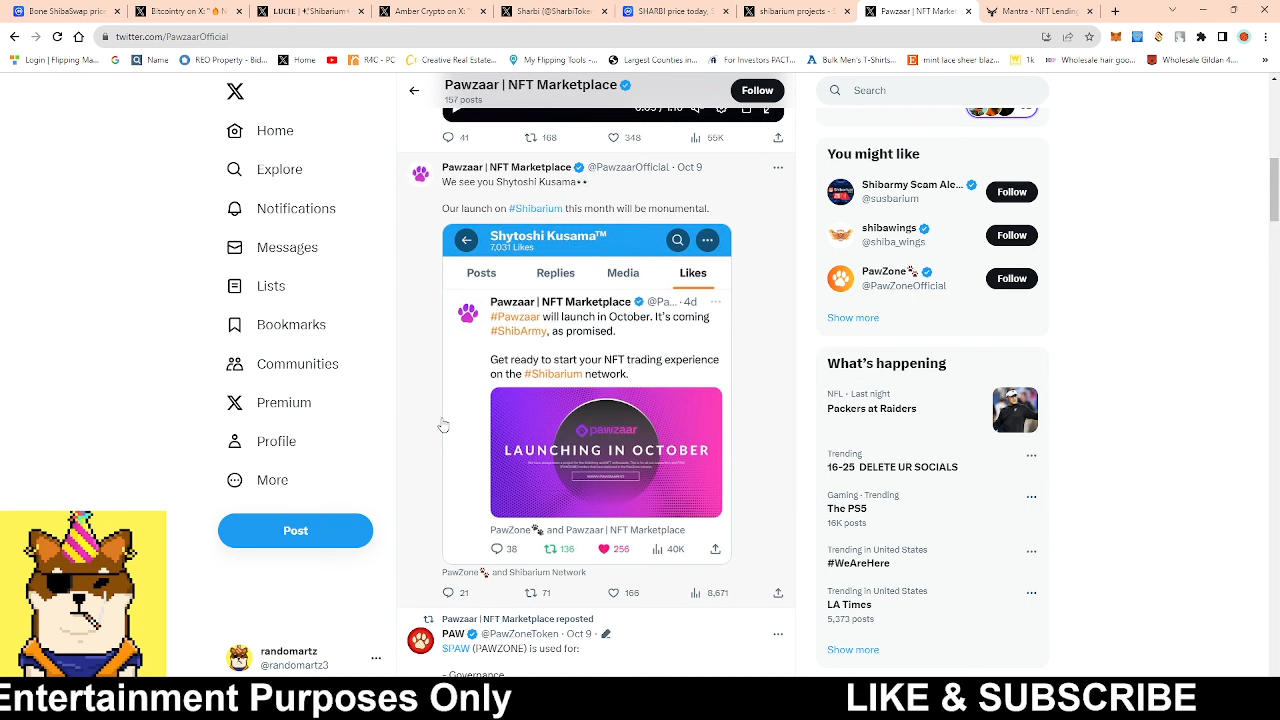 Bone ShibaSwap price
Bitcointry on X: "🔥 N
LUCIE | ✦Shibarium✦
Amber Crypto on X: "
Sharbi (@SharbiToken
SHARBI price today, S
shibarium projects - S
Pawzaar | NFT Market
Mantra - NFT Lending
twitter.com/PawzaarOfficial
Login | Flipping Ma...
Name
REO Property - Bid...
Home
R4C - PC
Creative Real Estate...
My Flipping Tools -...
Largest Counties in...
For Investors PACT...
Bulk Men's T-Shirts...
mint lace sheer blaz...
1k
Wholesale hair goo...
Wholesale Gildan 4...
Home
Explore
Notifications
Messages
Lists
Bookmarks
Communities
Premium
Profile
More
Post
randomartz
@randomartz3
Pawzaar | NFT Marketplace
157 posts
Follow
41 168 348 55K
Pawzaar | NFT Marketplace @PawzaarOfficial · Oct 9
We see you Shytoshi Kusama👀
Our launch on #Shibarium this month will be monumental.
Shytoshi Kusama™
7,031 Likes
Posts Replies Media Likes
Pawzaar | NFT Marketplace @Pa... · 4d
#Pawzaar will launch in October. It's coming
#ShibArmy, as promised.
Get ready to start your NFT trading experience
on the #Shibarium network.
pawzaar
LAUNCHING IN OCTOBER
PawZone🐾 and Pawzaar | NFT Marketplace
38 136 256 40K
PawZone🐾 and Shibarium Network
21 71 166 8,671
Pawzaar | NFT Marketplace reposted
PAW @PawZoneToken · Oct 9 ·
$PAW (PAWZONE) is used for:
- Governance
Search
You might like
Shibarmy Scam Ale...
@susbarium
Follow
shibawings
@shiba_wings
Follow
PawZone🐾
@PawZoneOfficial
Follow
Show more
What's happening
NFL · Last night
Packers at Raiders
Trending
16-25 DELETE UR SOCIALS
Gaming · Trending
The PS5
16K posts
Trending in United States
#WeAreHere
Trending in United States
LA Times
5,373 posts
Show more
Entertainment Purposes Only
LIKE & SUBSCRIBE